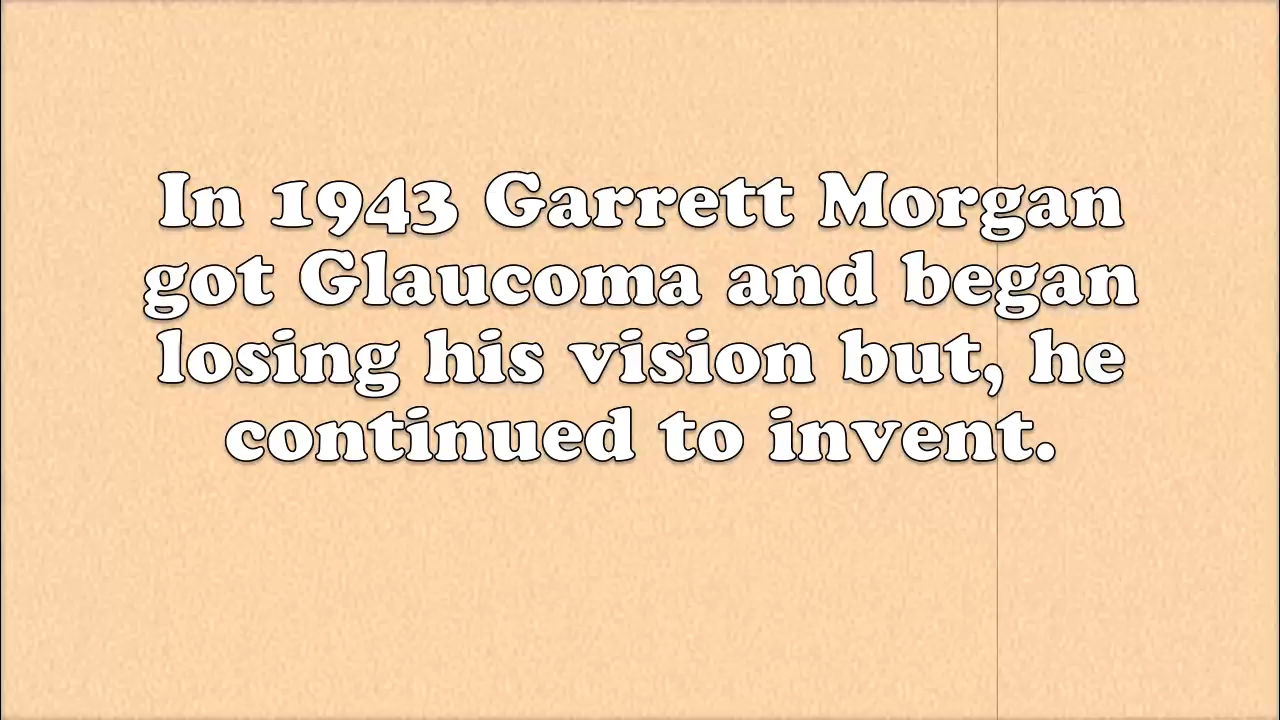 In 1943 Garrett Morgan
got Glaucoma and began
losing his vision but, he
continued to invent.